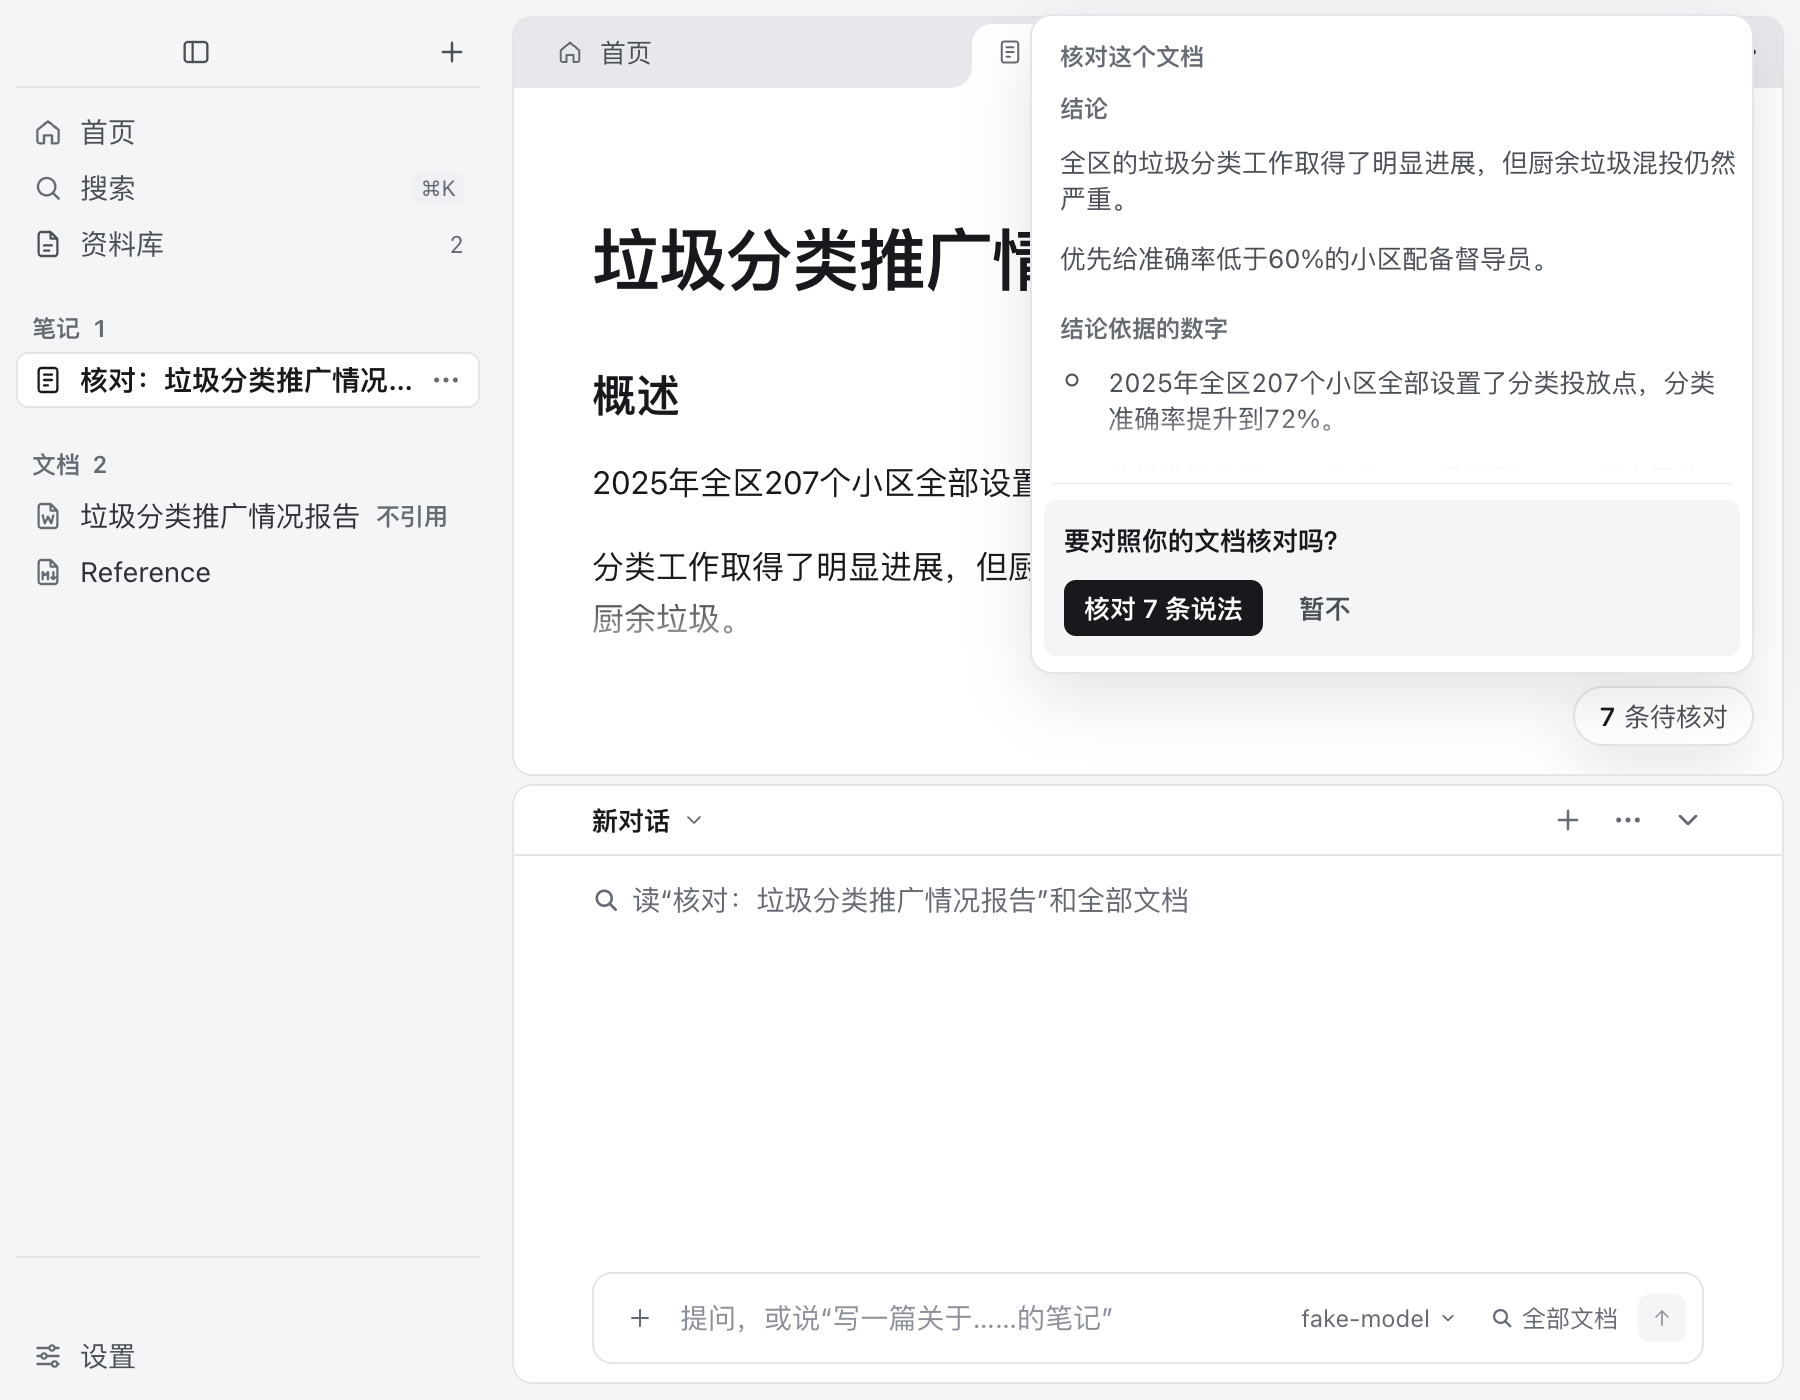 首页
搜索 ⌘K
资料库 2
笔记 1
核对：垃圾分类推广情况...
文档 2
垃圾分类推广情况报告 不引用
Reference
设置
首页
垃圾分类推广
概述
2025年全区207个小区全部设置
分类工作取得了明显进展，但厨
厨余垃圾。
核对这个文档
结论
全区的垃圾分类工作取得了明显进展，但厨余垃圾混投仍然
严重。
优先给准确率低于60%的小区配备督导员。
结论依据的数字
2025年全区207个小区全部设置了分类投放点，分类
准确率提升到72%。
要对照你的文档核对吗？
核对 7 条说法 暂不
7 条待核对
新对话
读“核对：垃圾分类推广情况报告”和全部文档
提问，或说“写一篇关于……的笔记”
fake-model 全部文档